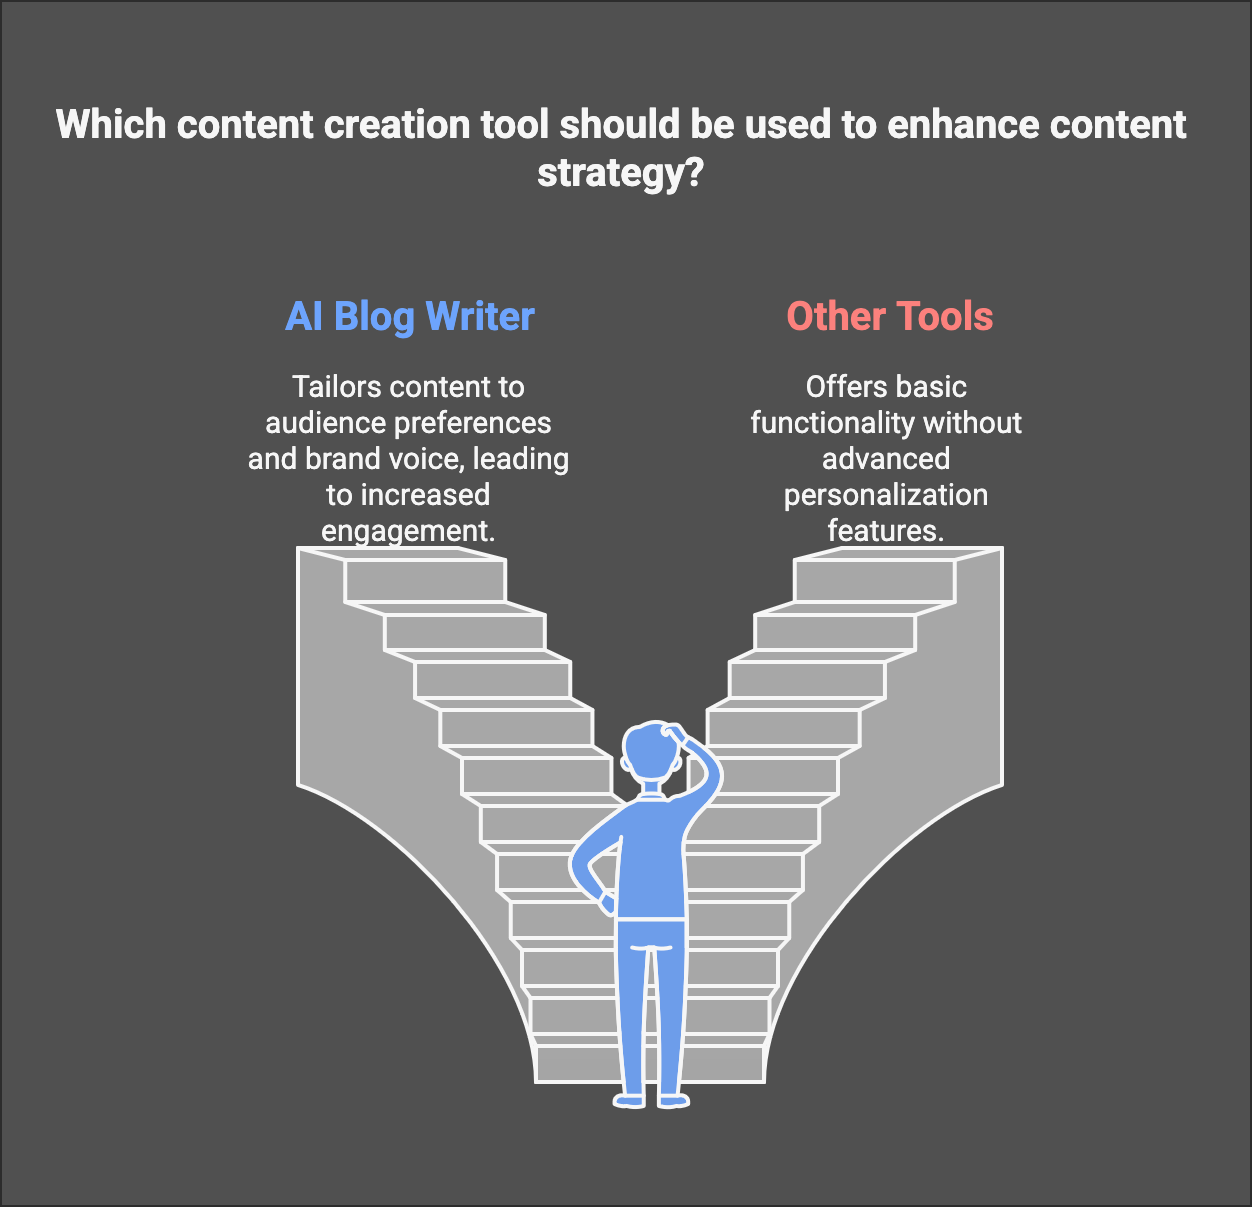 Which content creation tool should be used to enhance content
strategy?
AI Blog Writer
Tailors content to
audience preferences
and brand voice, leading
to increased
engagement.
Other Tools
Offers basic
functionality without
advanced
personalization
features.